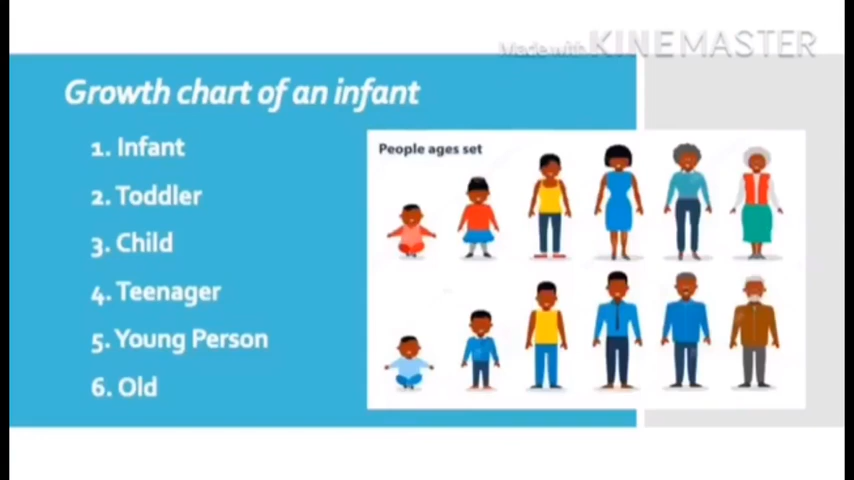 Made with KINEMASTER
Growth chart of an infant
1. Infant
2. Toddler
3. Child
4. Teenager
5. Young Person
6. Old
People ages set